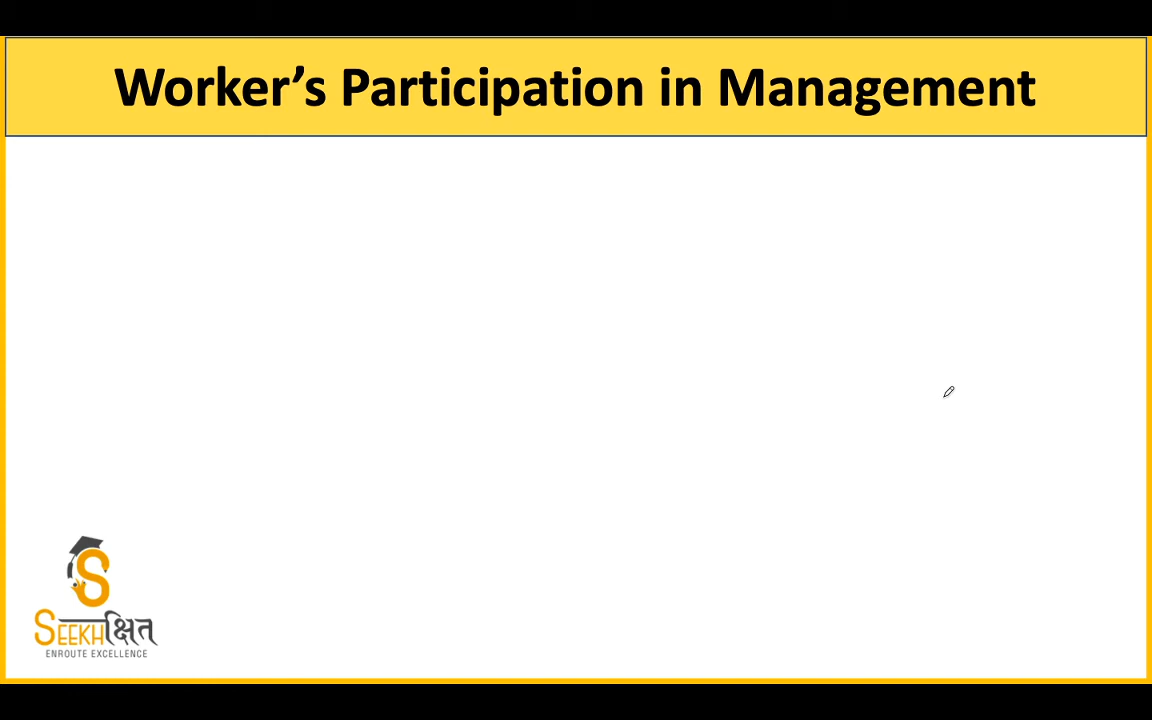 Worker’s Participation in Management
SEEKHक्षित
ENROUTE EXCELLENCE